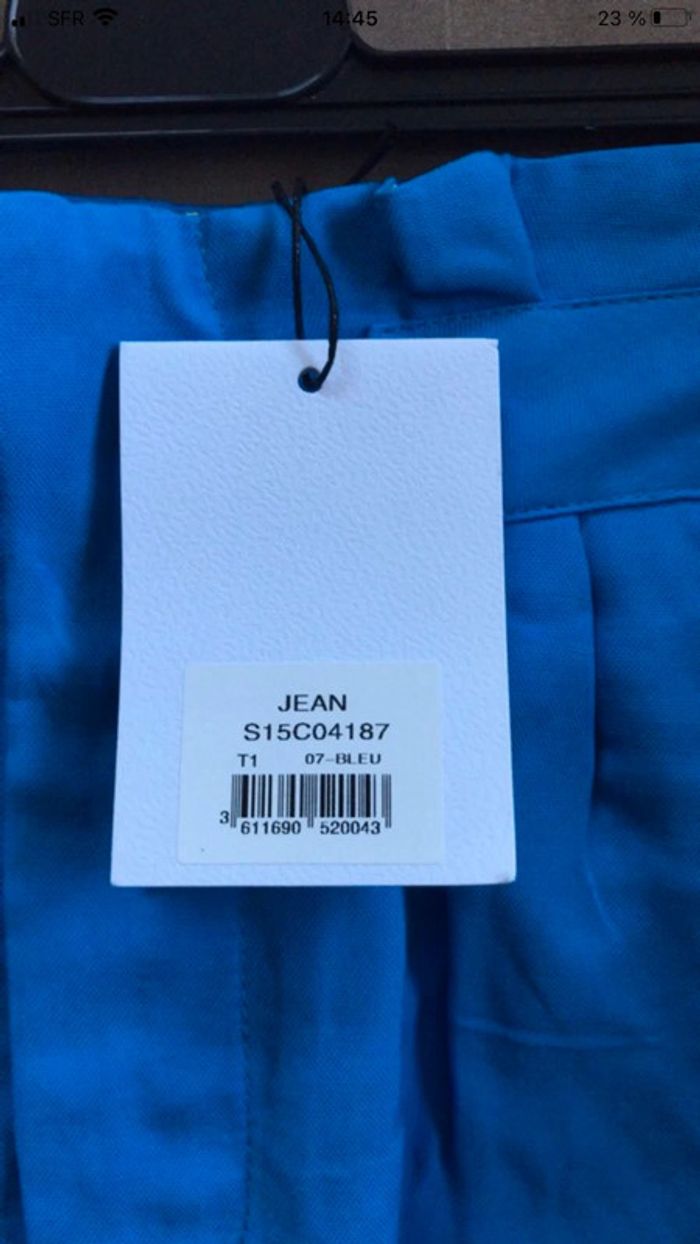 SFR 14:45 23 %
JEAN
S15C04187
T1 07-BLEU
3 611690 520043